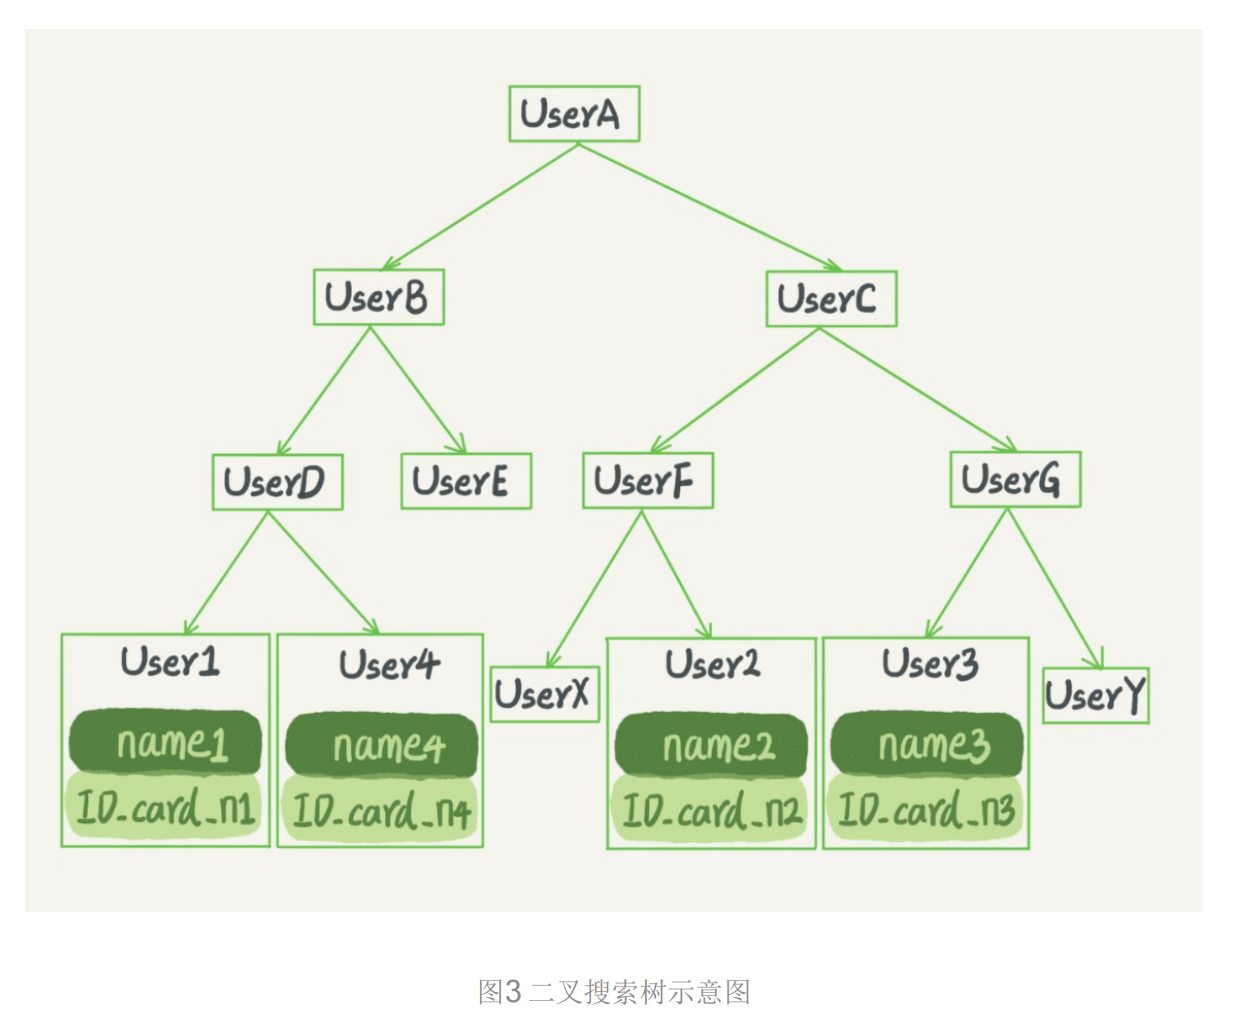 UserA
UserB
UserC
UserD
UserE
UserF
UserG
User1
User4
UserX
User2
User3
UserY
name1
name4
name2
name3
ID_card_n1
ID_card_n4
ID_card_n2
ID_card_n3
图3 二叉搜索树示意图